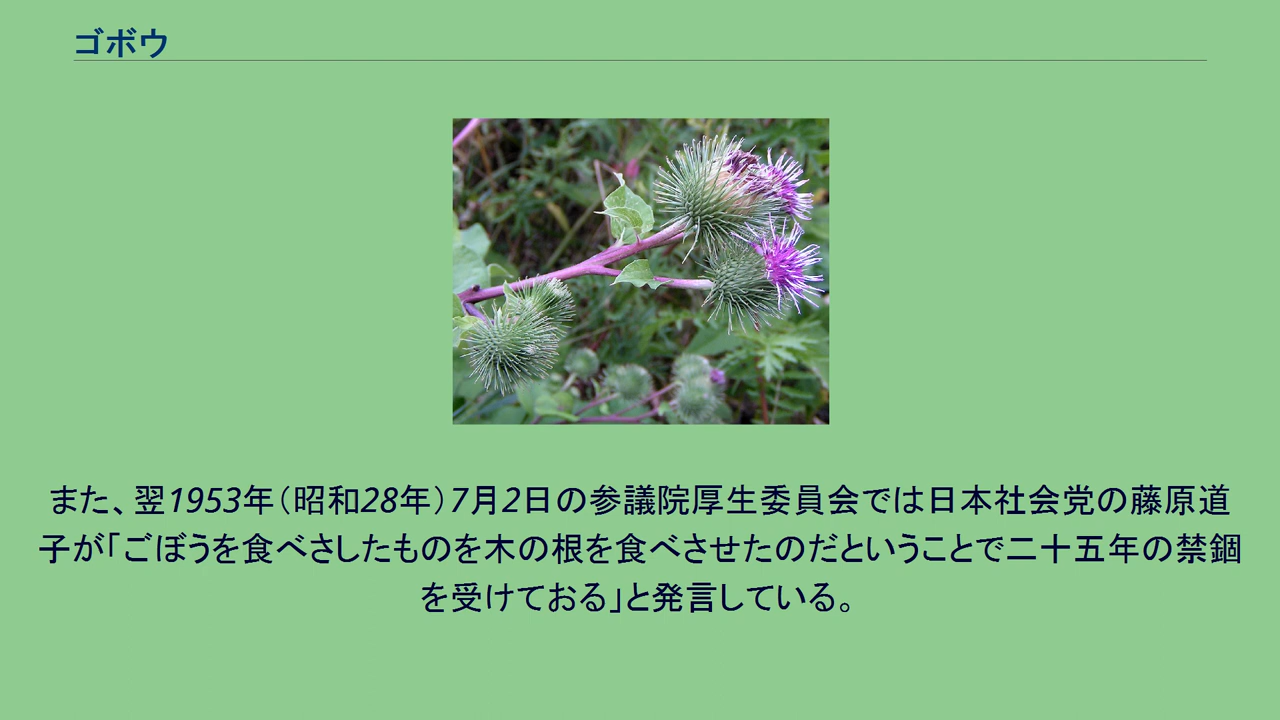 ゴボウ
また、翌1953年（昭和28年）7月2日の参議院厚生委員会では日本社会党の藤原道
子が「ごぼうを食べさしたものを木の根を食べさせたのだということで二十五年の禁錮
を受けておる」と発言している。